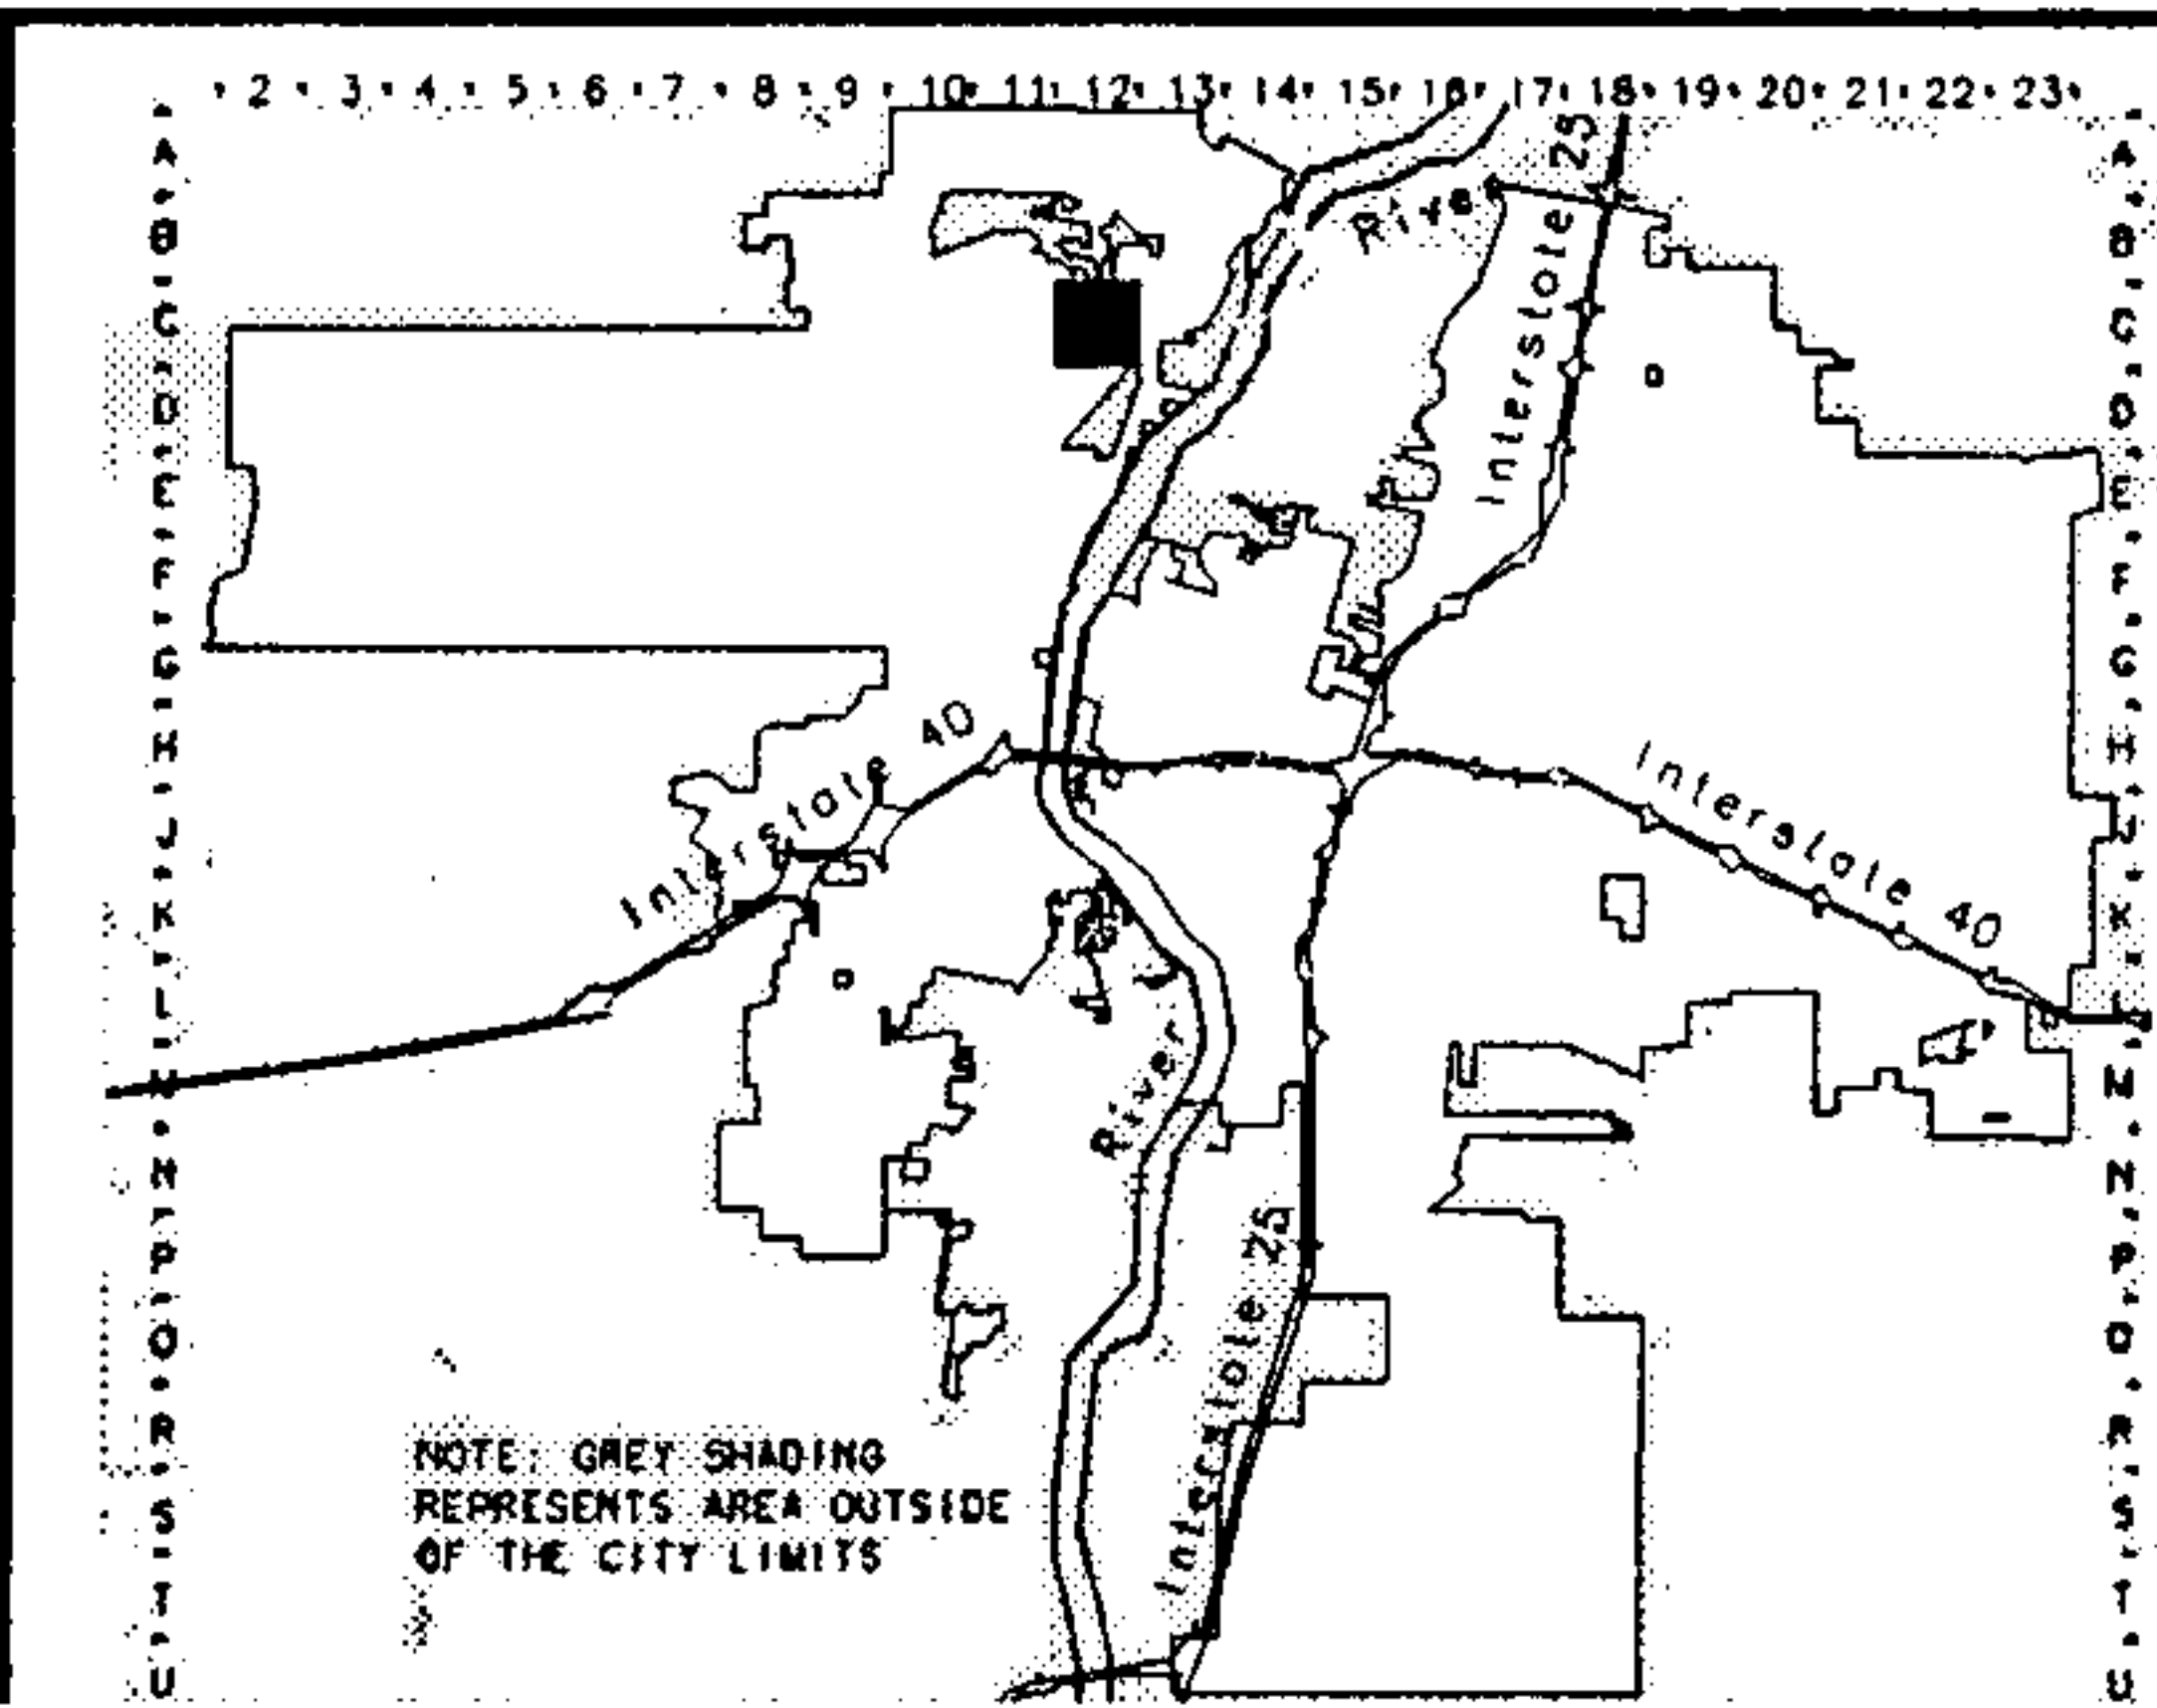 2 3 4 5 6 7 8 9 10 11 12 13 14 15 16 17 18 19 20 21 22 23
A A
B B
C C
D D
E E
F F
G G
H H
J J
K K
L L
M M
N N
P P
Q Q
R R
S S
T T
U U
Interstate 25
Interstate 40
Interstate 40
River
Interstate 25
NOTE: GREY SHADING
REPRESENTS AREA OUTSIDE
OF THE CITY LIMITS